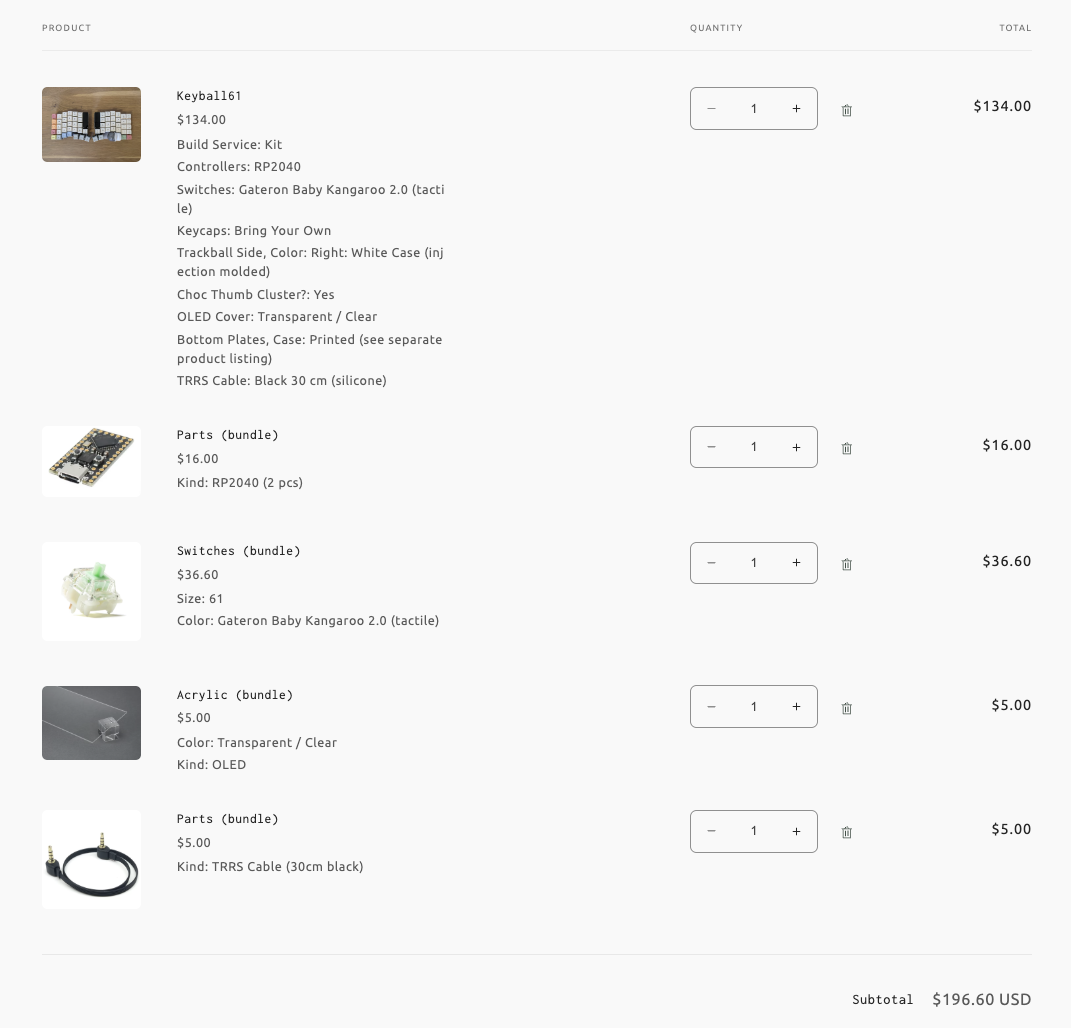 PRODUCT QUANTITY TOTAL
Keyball61
$134.00
Build Service: Kit
Controllers: RP2040
Switches: Gateron Baby Kangaroo 2.0 (tacti
le)
Keycaps: Bring Your Own
Trackball Side, Color: Right: White Case (inj
ection molded)
Choc Thumb Cluster?: Yes
OLED Cover: Transparent / Clear
Bottom Plates, Case: Printed (see separate
product listing)
TRRS Cable: Black 30 cm (silicone)
− 1 +
$134.00
Parts (bundle)
$16.00
Kind: RP2040 (2 pcs)
− 1 +
$16.00
Switches (bundle)
$36.60
Size: 61
Color: Gateron Baby Kangaroo 2.0 (tactile)
− 1 +
$36.60
Acrylic (bundle)
$5.00
Color: Transparent / Clear
Kind: OLED
− 1 +
$5.00
Parts (bundle)
$5.00
Kind: TRRS Cable (30cm black)
− 1 +
$5.00
Subtotal $196.60 USD